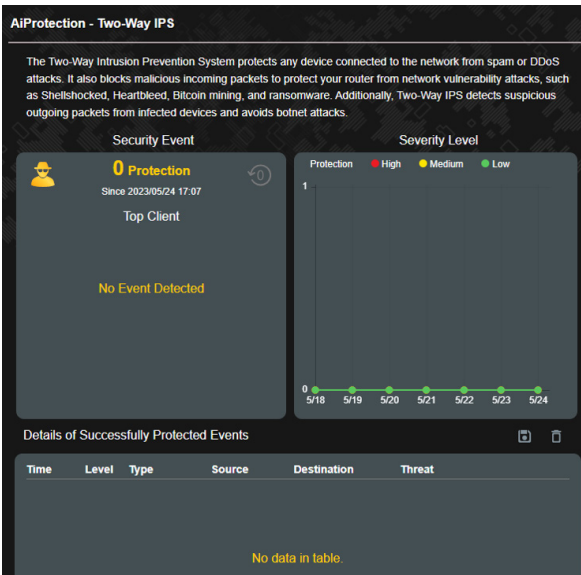 AiProtection - Two-Way IPS
The Two-Way Intrusion Prevention System protects any device connected to the network from spam or DDoS
attacks. It also blocks malicious incoming packets to protect your router from network vulnerability attacks, such
as Shellshocked, Heartbleed, Bitcoin mining, and ransomware. Additionally, Two-Way IPS detects suspicious
outgoing packets from infected devices and avoids botnet attacks.
Security Event
0 Protection
0
Since 2023/05/24 17:07
Top Client
No Event Detected
Severity Level
Protection High Medium Low
1
0
5/18 5/19 5/20 5/21 5/22 5/23 5/24
Details of Successfully Protected Events
Time Level Type Source Destination Threat
No data in table.